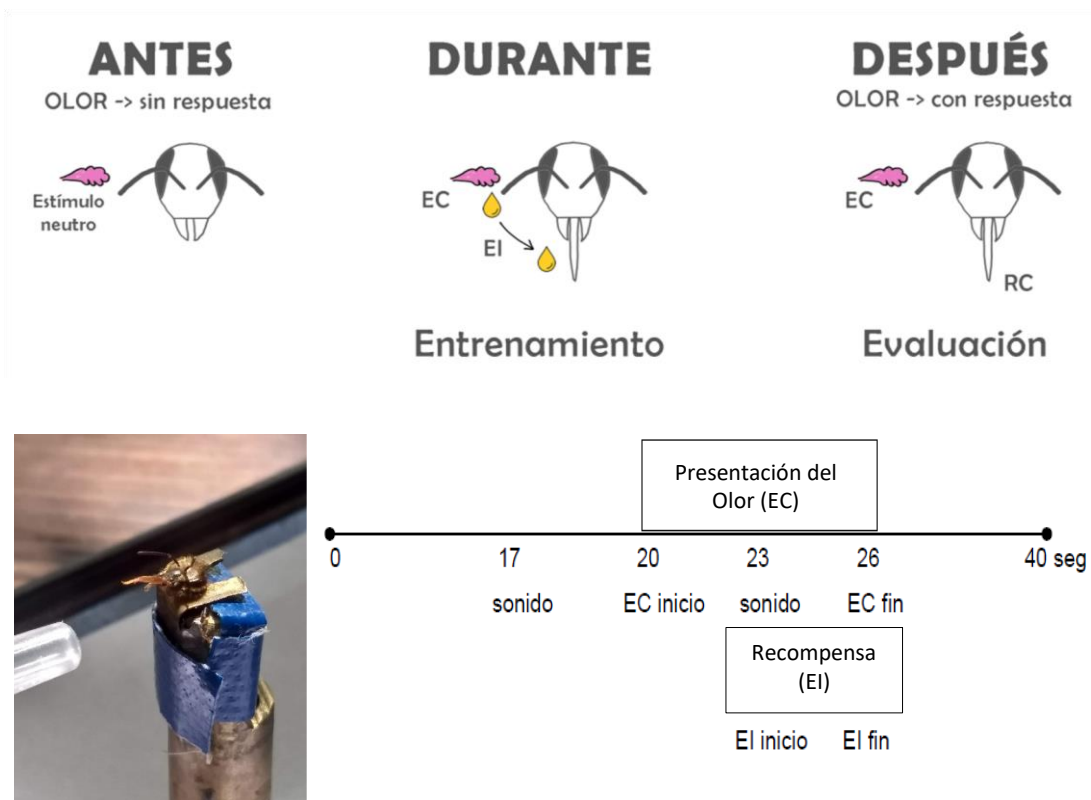 ANTES
OLOR -> sin respuesta
Estímulo
neutro
DURANTE
EC
EI
Entrenamiento
DESPUÉS
OLOR -> con respuesta
EC
RC
Evaluación
Presentación del
Olor (EC)
0 17 20 23 26 40 seg
sonido EC inicio sonido EC fin
Recompensa
(EI)
EI inicio EI fin